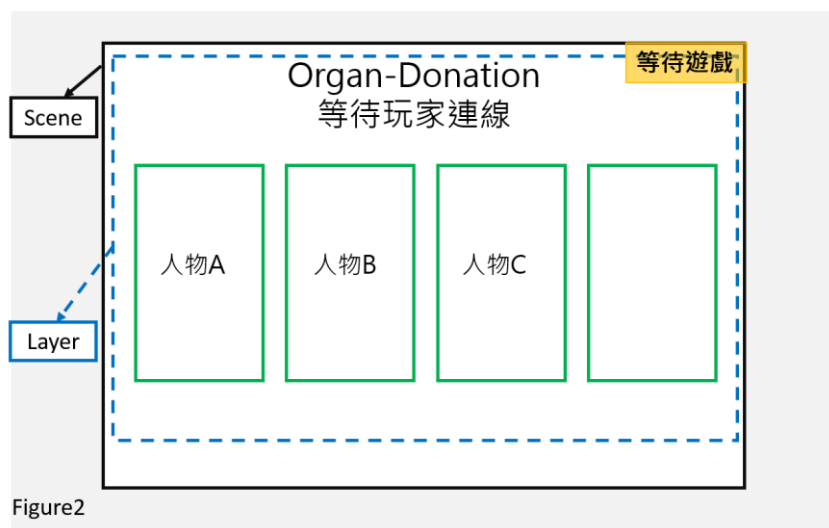 等待遊戲
Organ-Donation
等待玩家連線
Scene
人物A
人物B
人物C
Layer
Figure2